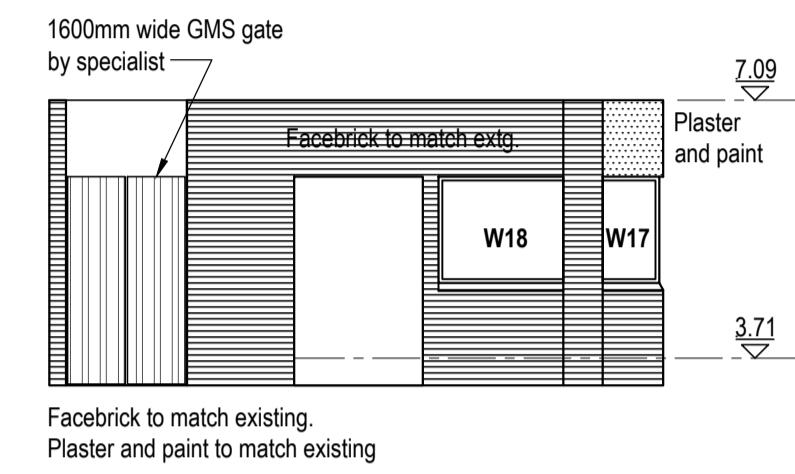 1600mm wide GMS gate
by specialist
7.09
Plaster
and paint
Facebrick to match extg.
W18
W17
3.71
Facebrick to match existing.
Plaster and paint to match existing